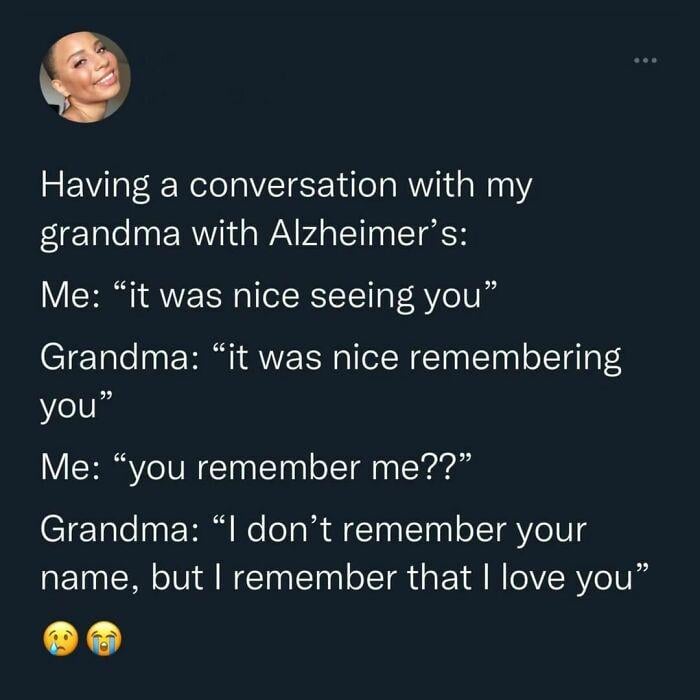 Having a conversation with my
grandma with Alzheimer’s:
Me: “it was nice seeing you”
Grandma: “it was nice remembering
you”
Me: “you remember me??”
Grandma: “I don’t remember your
name, but I remember that I love you”
😢😭